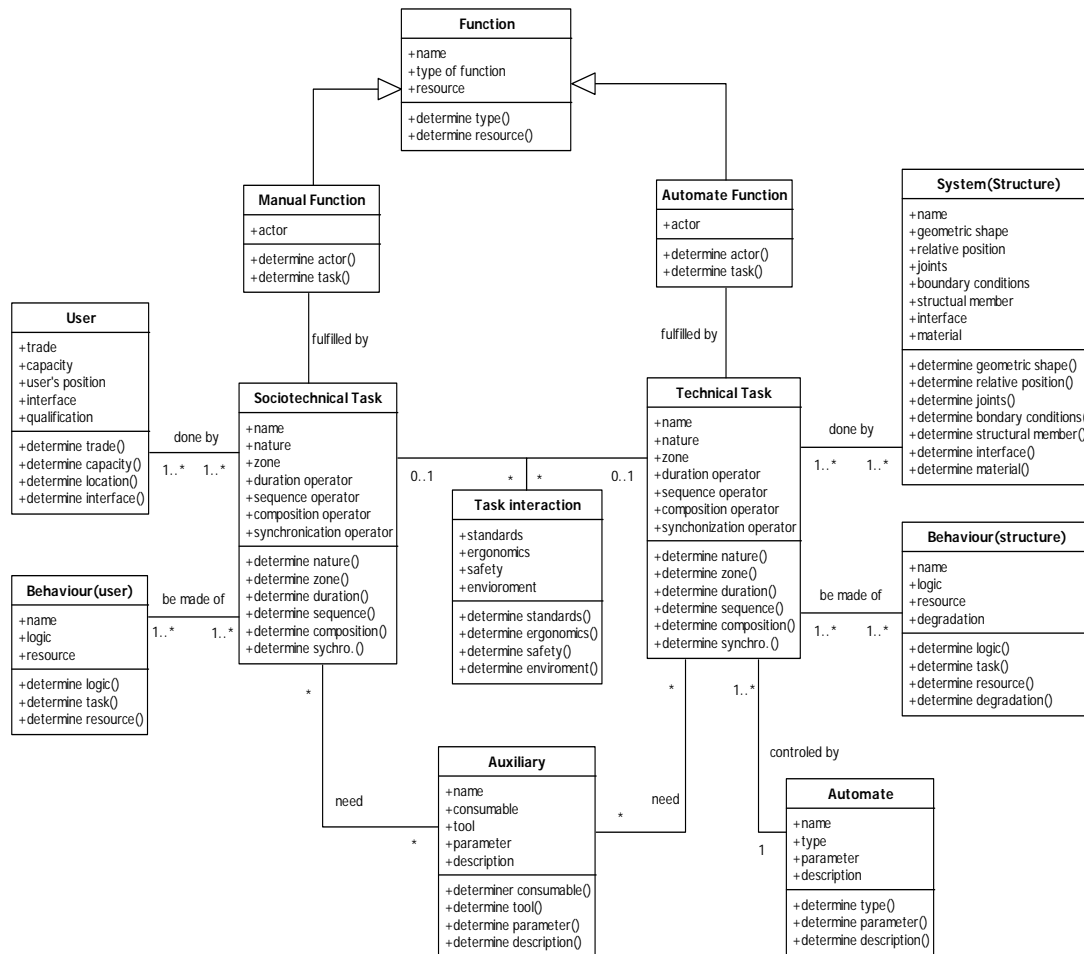 Function
+name
+type of function
+resource
+determine type()
+determine resource()
Manual Function
+actor
+determine actor()
+determine task()
Automate Function
+actor
+determine actor()
+determine task()
System(Structure)
+name
+geometric shape
+relative position
+joints
+boundary conditions
+structual member
+interface
+material
+determine geometric shape()
+determine relative position()
+determine joints()
+determine bondary conditions()
+determine structural member()
+determine interface()
+determine material()
User
+trade
+capacity
+user's position
+interface
+qualification
+determine trade()
+determine capacity()
+determine location()
+determine interface()
fulfilled by
fulfilled by
Sociotechnical Task
+name
+nature
+zone
+duration operator
+sequence operator
+composition operator
+synchronication operator
+determine nature()
+determine zone()
+determine duration()
+determine sequence()
+determine composition()
+determine sychro.()
Technical Task
+name
+nature
+zone
+duration operator
+sequence operator
+composition operator
+synchonization operator
+determine nature()
+determine zone()
+determine duration()
+determine sequence()
+determine composition()
+determine synchro.()
done by
1..* 1..*
done by
1..* 1..*
0..1 * * 0..1
Task interaction
+standards
+ergonomics
+safety
+envioroment
+determine standards()
+determine ergonomics()
+determine safety()
+determine enviroment()
Behaviour(user)
+name
+logic
+resource
+determine logic()
+determine task()
+determine resource()
be made of
1..* 1..*
be made of
1..* 1..*
Behaviour(structure)
+name
+logic
+resource
+degradation
+determine logic()
+determine task()
+determine resource()
+determine degradation()
*
need
*
*
need
*
1..*
controled by
1
Auxiliary
+name
+consumable
+tool
+parameter
+description
+determiner consumable()
+determine tool()
+determine parameter()
+determine description()
Automate
+name
+type
+parameter
+description
+determine type()
+determine parameter()
+determine description()